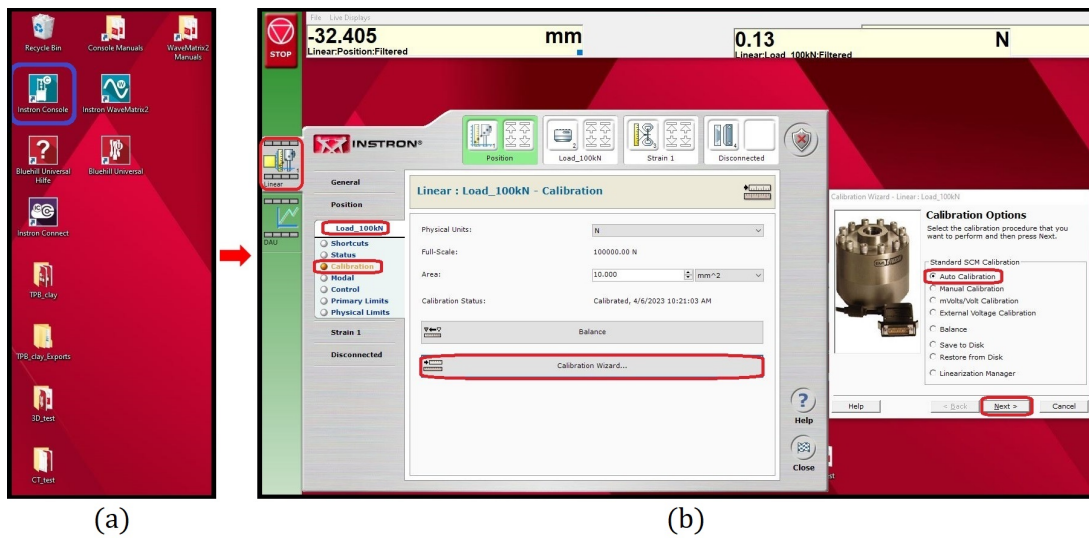 Recycle Bin
Console Manuals
WaveMatrix2
Manuals
Instron Console
Instron WaveMatrix2
Bluehill Universal
Hilfe
Bluehill Universal
Instron Connect
TPB_clay
TPB_clay_Exports
3D_test
CT_test
(a)
File Live Displays
STOP
-32.405 mm
Linear:Position:Filtered
0.13 N
Linear:Load_100kN:Filtered
Linear
DAU
INSTRON®
Position
Load_100kN
Strain 1
Disconnected
General
Position
Load_100kN
Shortcuts
Status
Calibration
Modal
Control
Primary Limits
Physical Limits
Strain 1
Disconnected
Linear : Load_100kN - Calibration
Physical Units: N
Full-Scale: 100000.00 N
Area: 10.000 mm^2
Calibration Status: Calibrated, 4/6/2023 10:21:03 AM
Balance
Calibration Wizard...
Help
Close
Calibration Wizard - Linear : Load_100kN
Calibration Options
Select the calibration procedure that you
want to perform and then press Next.
Standard SCM Calibration
Auto Calibration
Manual Calibration
mVolts/Volt Calibration
External Voltage Calibration
Balance
Save to Disk
Restore from Disk
Linearization Manager
Help
< Back
Next >
Cancel
(b)